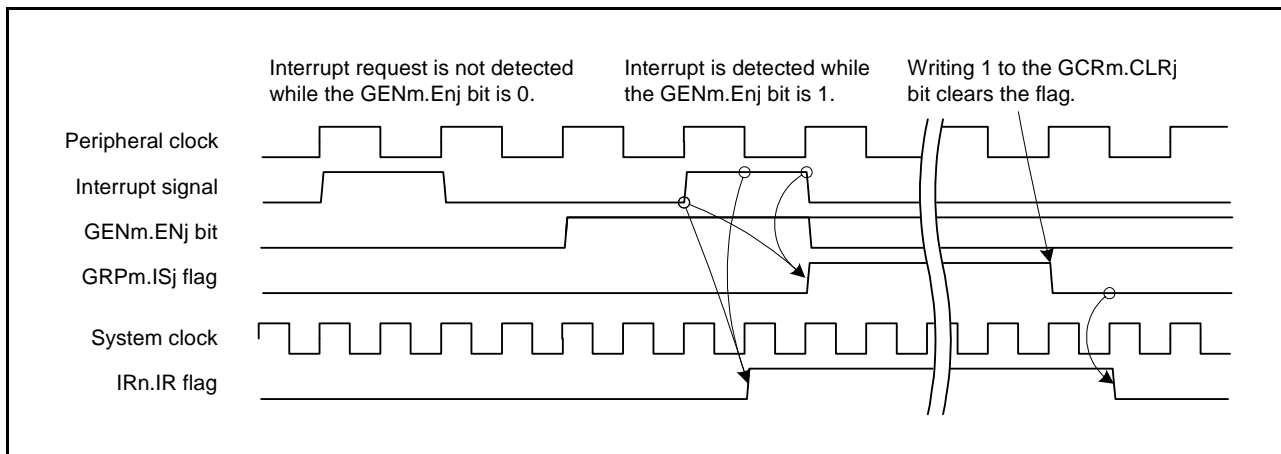 Interrupt request is not detected
while the GENm.Enj bit is 0.
Interrupt is detected while
the GENm.Enj bit is 1.
Writing 1 to the GCRm.CLRj
bit clears the flag.
Peripheral clock
Interrupt signal
GENm.ENj bit
GRPm.ISj flag
System clock
IRn.IR flag